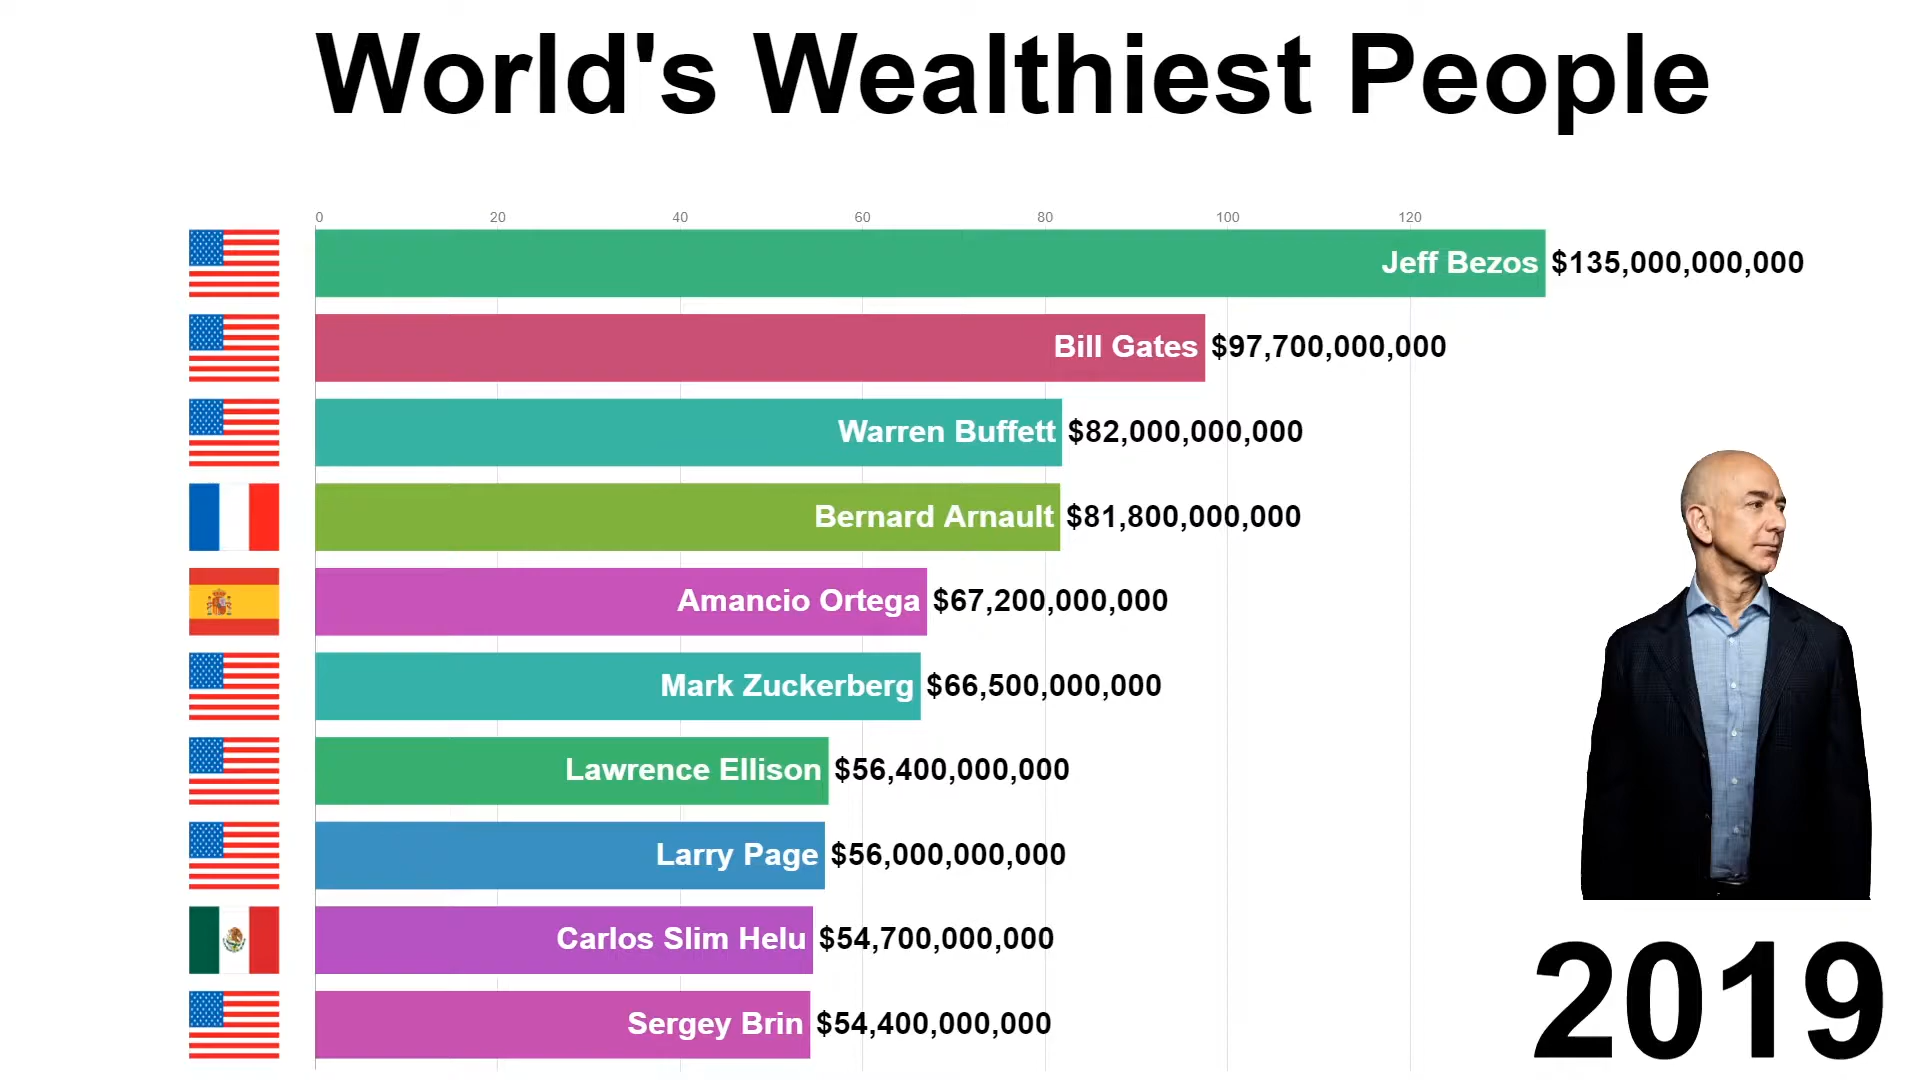 World's Wealthiest People
0 20 40 60 80 100 120
Jeff Bezos $135,000,000,000
Bill Gates $97,700,000,000
Warren Buffett $82,000,000,000
Bernard Arnault $81,800,000,000
Amancio Ortega $67,200,000,000
Mark Zuckerberg $66,500,000,000
Lawrence Ellison $56,400,000,000
Larry Page $56,000,000,000
Carlos Slim Helu $54,700,000,000
Sergey Brin $54,400,000,000
2019